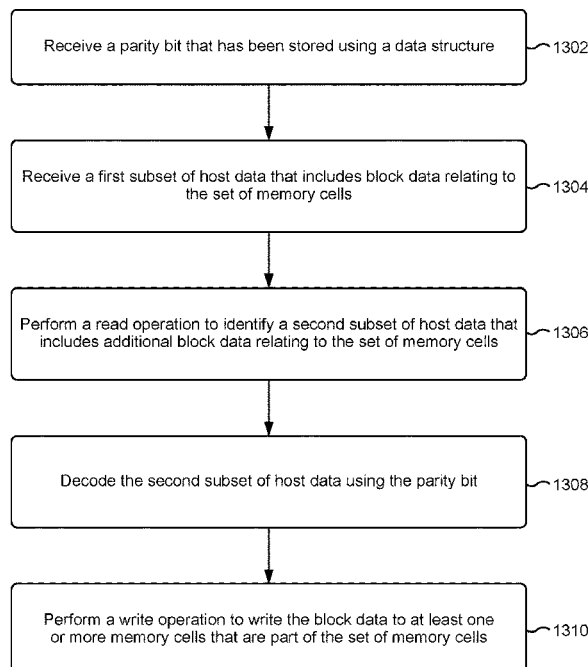 Receive a parity bit that has been stored using a data structure
1302
Receive a first subset of host data that includes block data relating to
the set of memory cells
1304
Perform a read operation to identify a second subset of host data that
includes additional block data relating to the set of memory cells
1306
Decode the second subset of host data using the parity bit
1308
Perform a write operation to write the block data to at least one
or more memory cells that are part of the set of memory cells
1310